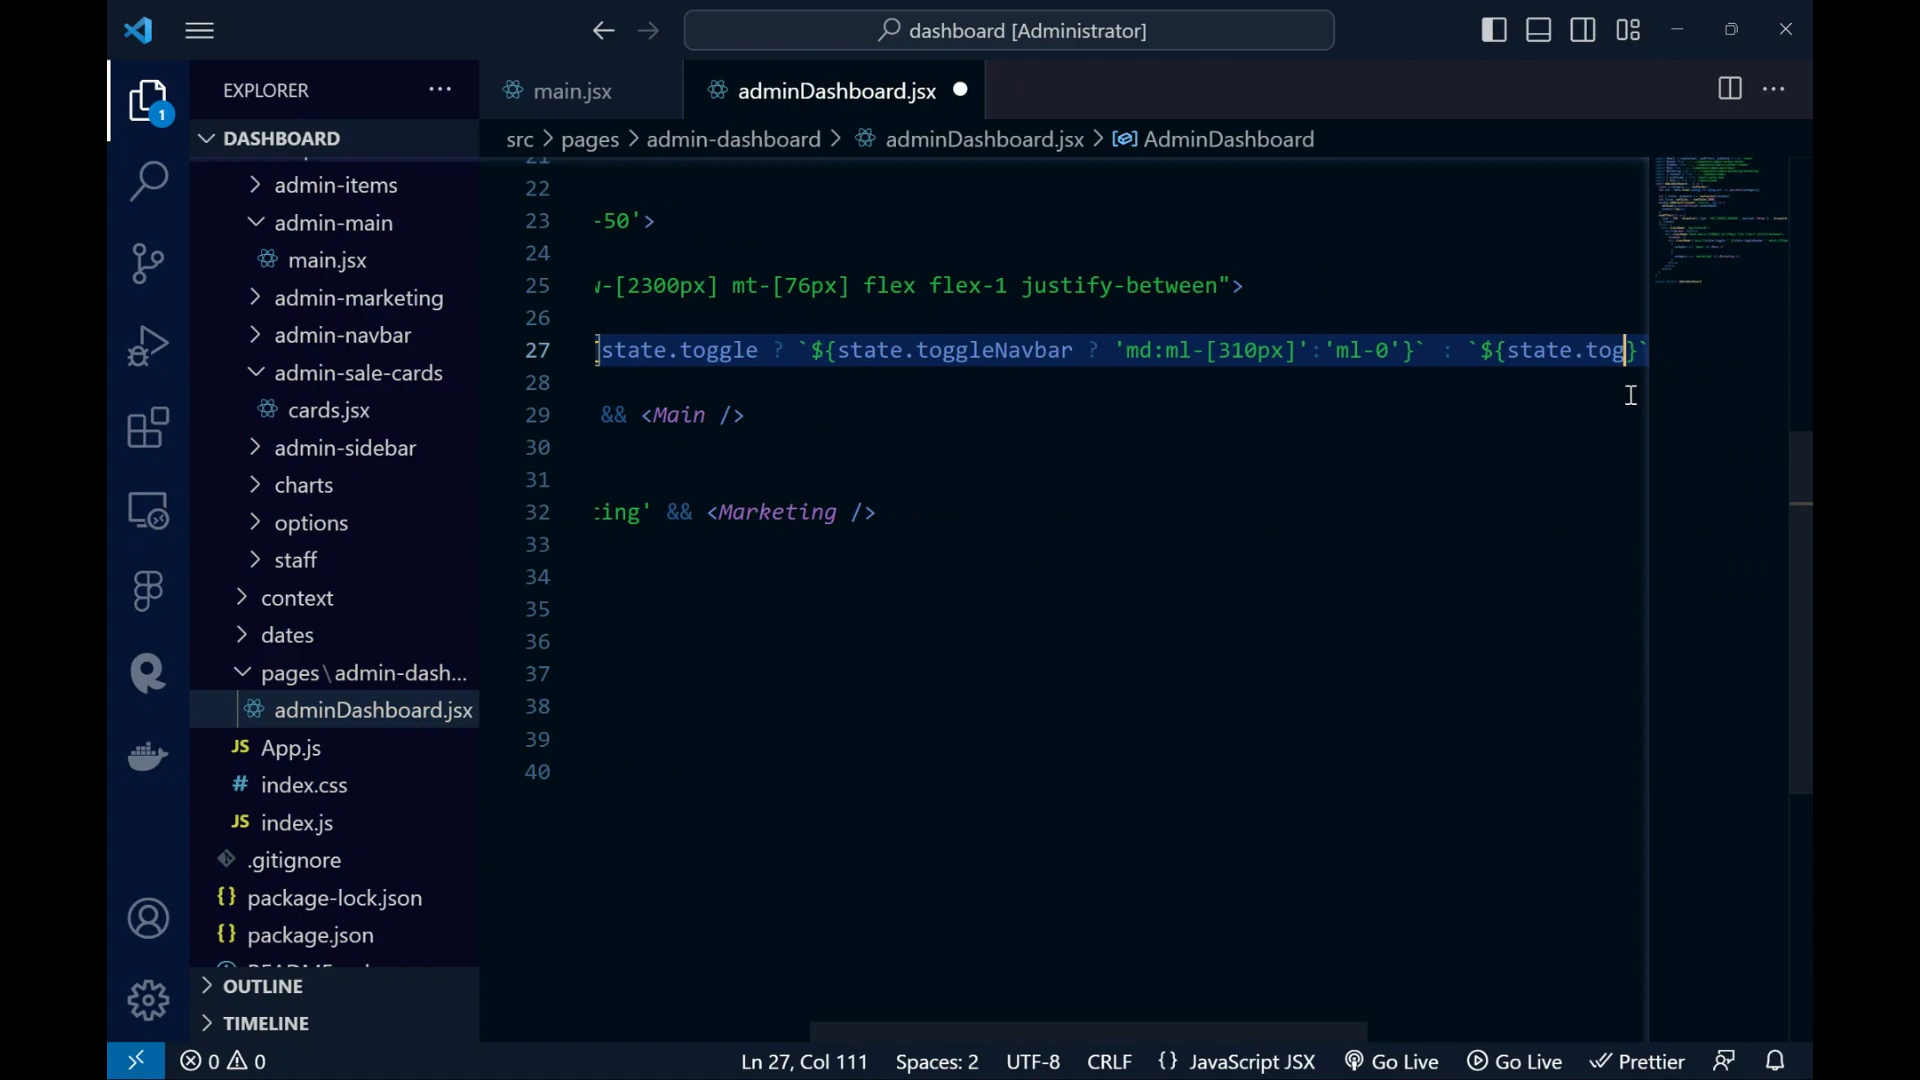 dashboard [Administrator]
EXPLORER
main.jsx
adminDashboard.jsx
1
DASHBOARD
src > pages > admin-dashboard > adminDashboard.jsx > AdminDashboard
admin-items
admin-main
main.jsx
admin-marketing
admin-navbar
admin-sale-cards
cards.jsx
admin-sidebar
charts
options
staff
context
dates
pages\admin-dash...
adminDashboard.jsx
JS App.js
# index.css
JS index.js
.gitignore
{} package-lock.json
{} package.json
OUTLINE
TIMELINE
21
22
23 -50'>
24
25 w-[2300px] mt-[76px] flex flex-1 justify-between">
26
27 state.toggle ? `${state.toggleNavbar ? 'md:ml-[310px]':'ml-0'}` : `${state.tog}`
28
29 && <Main />
30
31
32 ting' && <Marketing />
33
34
35
36
37
38
39
40
0 0
Ln 27, Col 111
Spaces: 2
UTF-8
CRLF
{} JavaScript JSX
Go Live
Go Live
Prettier